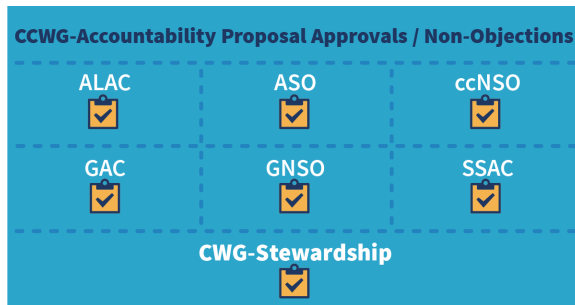 CCWG-Accountability Proposal Approvals / Non-Objections
ALAC ASO ccNSO
GAC GNSO SSAC
CWG-Stewardship